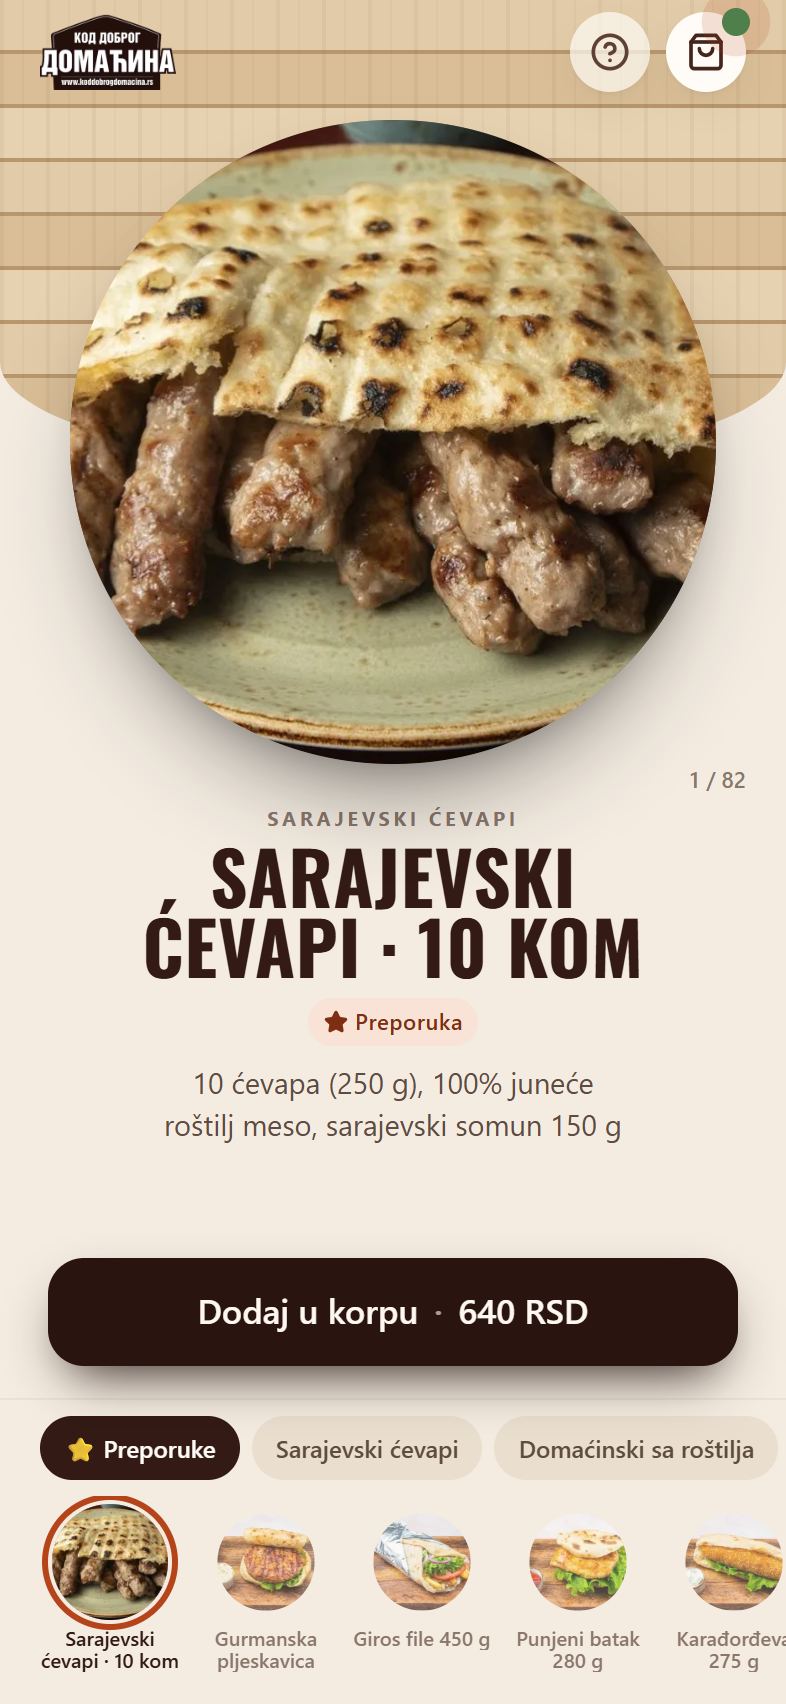 КОД ДОБРОГ
ДОМАЋИНА
www.koddobrogdomacina.rs
1 / 82
SARAJEVSKI ĆEVAPI
SARAJEVSKI
ĆEVAPI · 10 KOM
Preporuka
10 ćevapa (250 g), 100% juneće
roštilj meso, sarajevski somun 150 g
Dodaj u korpu · 640 RSD
Preporuke
Sarajevski ćevapi
Domaćinski sa roštilja
Sarajevski
ćevapi · 10 kom
Gurmanska
pljeskavica
Giros file 450 g
Punjeni batak
280 g
Karađorđeva
275 g